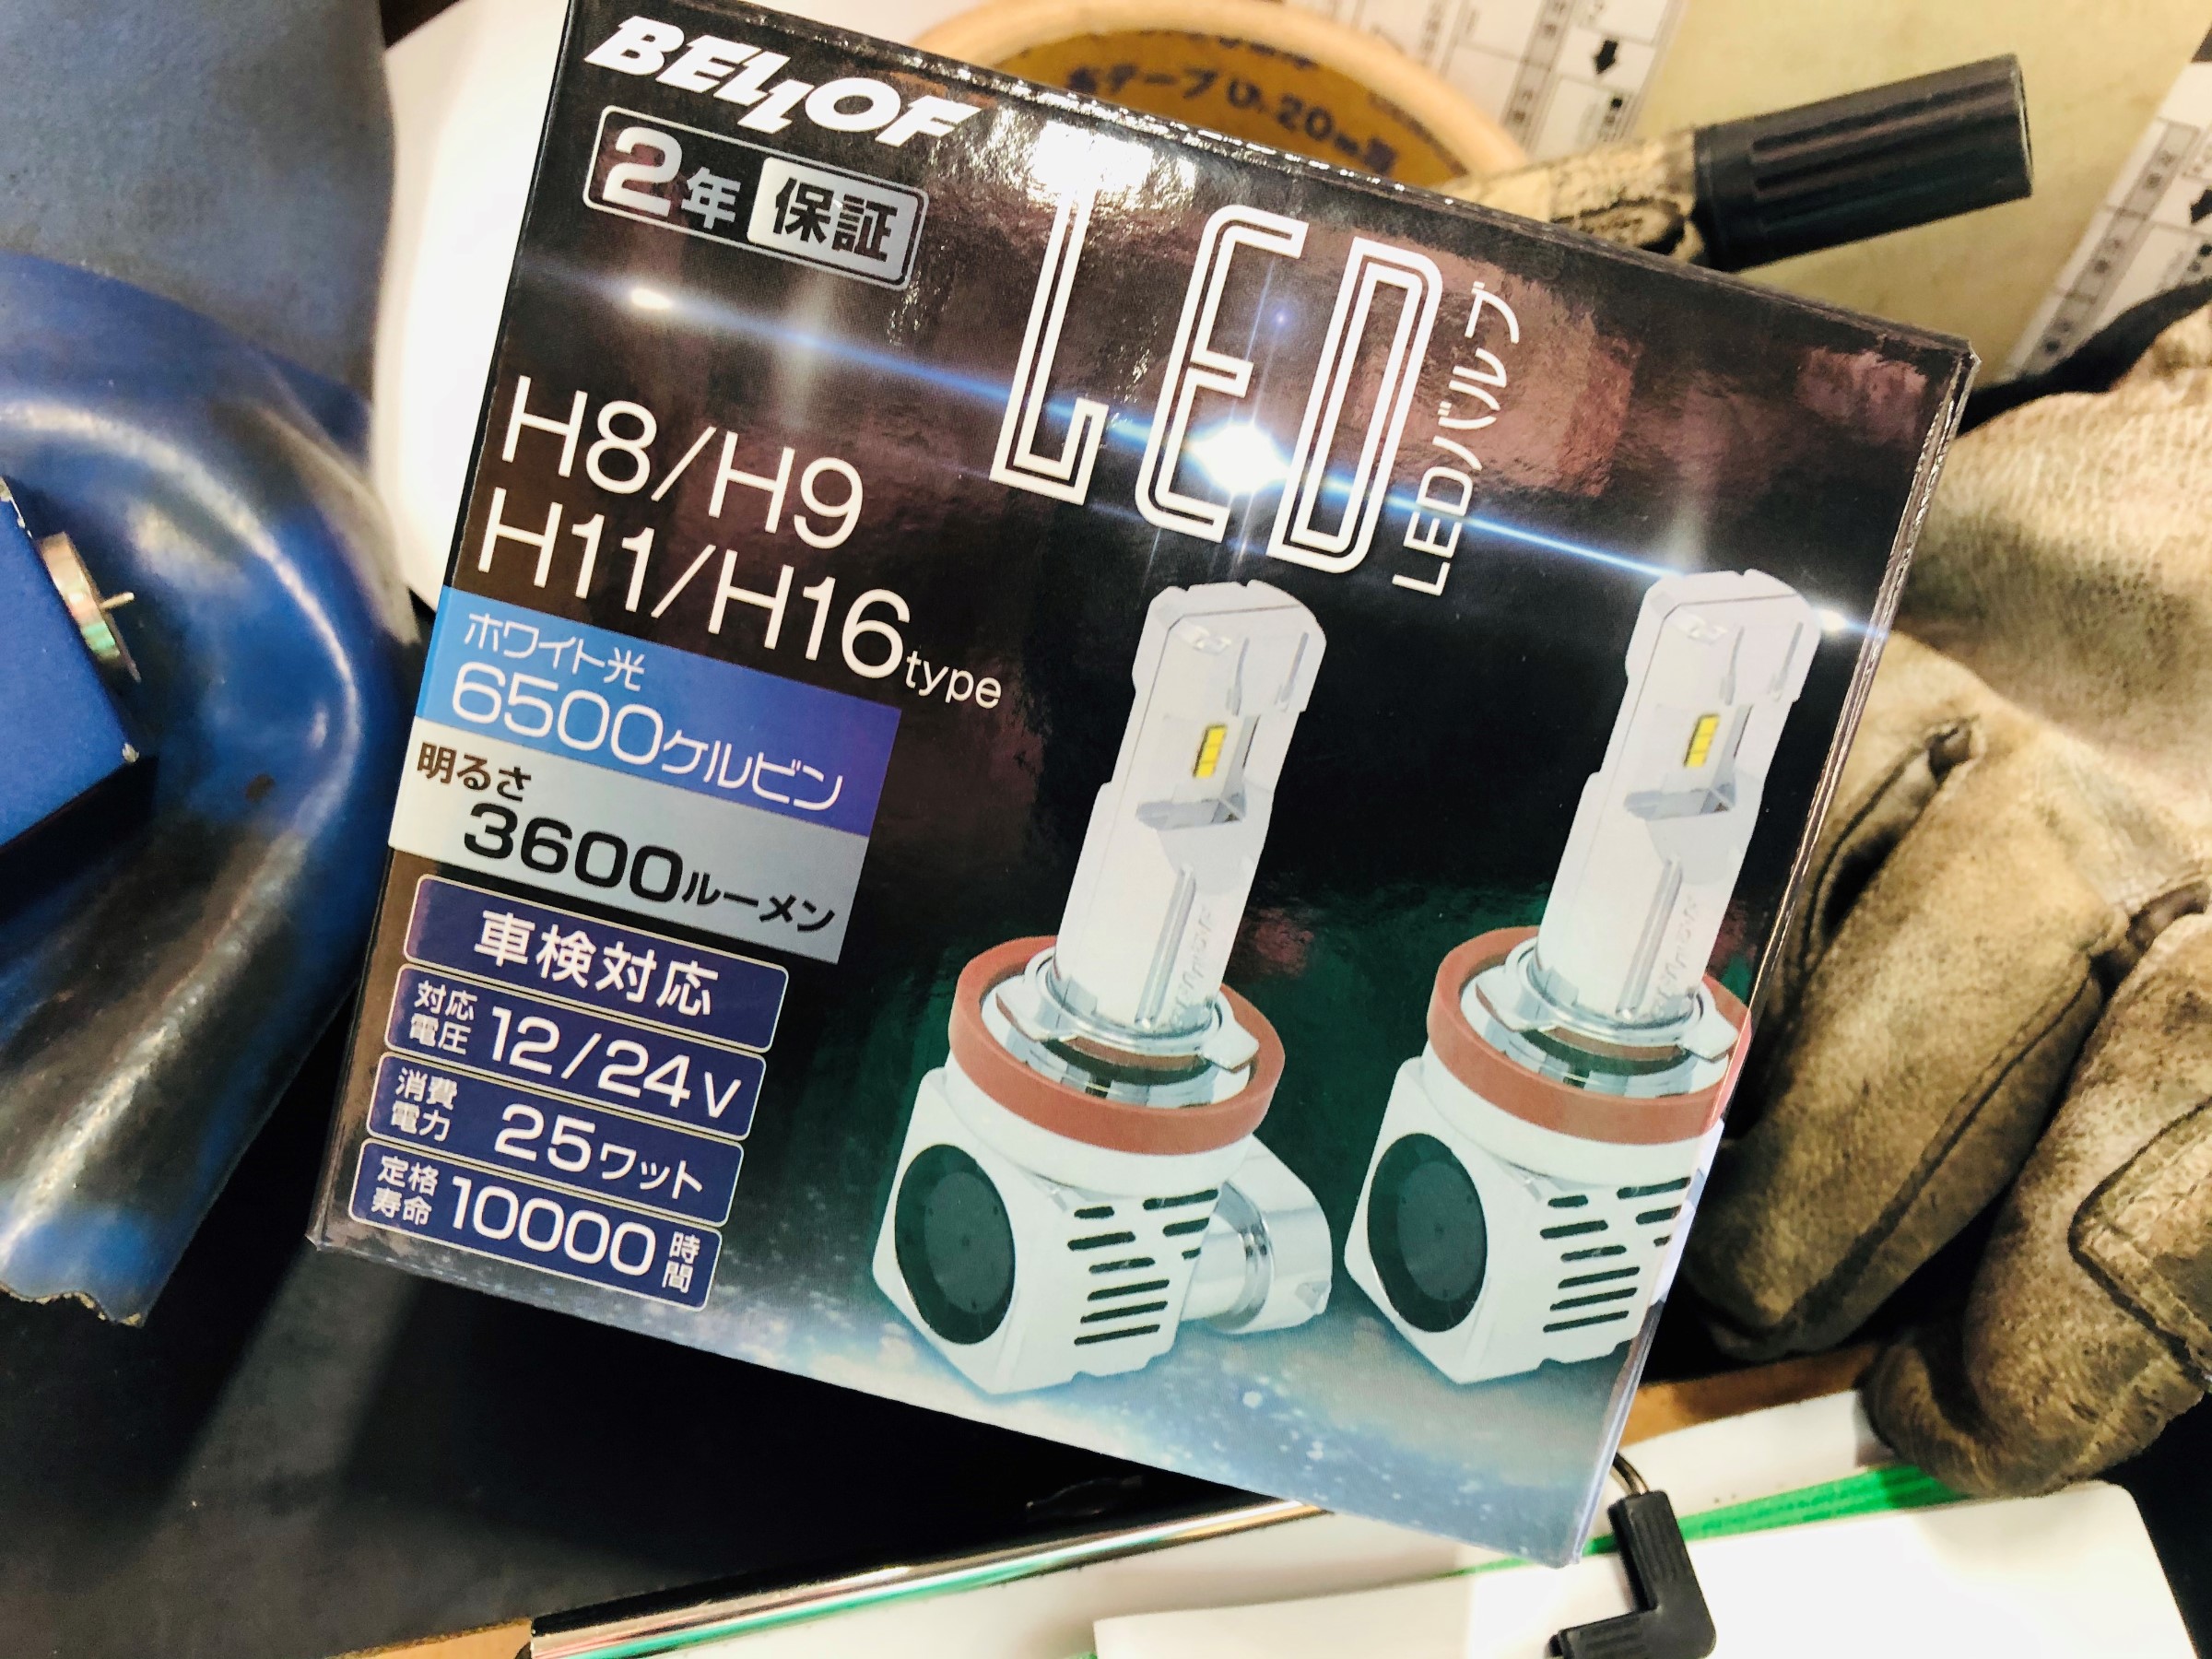 BELLOF
2年保証
LED
LEDバルブ
H8/H9
H11/H16type
ホワイト光
6500ケルビン
明るさ
3600ルーメン
車検対応
対応電圧 12/24V
消費電力 25ワット
定格寿命 10000時間